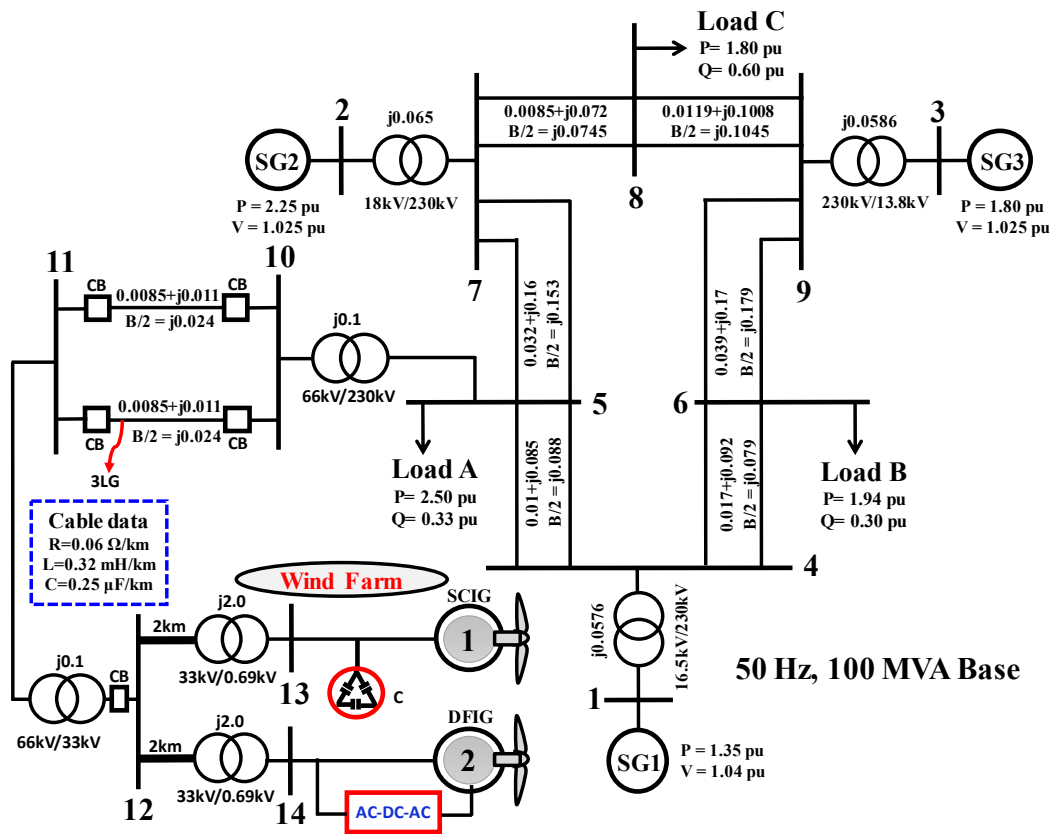 Load C
P= 1.80 pu
Q= 0.60 pu
2
j0.065
0.0085+j0.072
B/2 = j0.0745
0.0119+j0.1008
B/2 = j0.1045
j0.0586
3
SG2
SG3
18kV/230kV
8
230kV/13.8kV
P = 2.25 pu
V = 1.025 pu
P = 1.80 pu
V = 1.025 pu
11
10
7
9
CB
0.0085+j0.011
CB
B/2 = j0.024
j0.1
66kV/230kV
0.032+j0.16
B/2 = j0.153
0.039+j0.17
B/2 = j0.179
0.0085+j0.011
CB
B/2 = j0.024
CB
5
6
3LG
Load A
P= 2.50 pu
Q= 0.33 pu
0.01+j0.085
B/2 = j0.088
0.017+j0.092
B/2 = j0.079
Load B
P= 1.94 pu
Q= 0.30 pu
Cable data
R=0.06 Ω/km
L=0.32 mH/km
C=0.25 μF/km
4
Wind Farm
j2.0
SCIG
2km
1
33kV/0.69kV
13
C
j0.0576
16.5kV/230kV
50 Hz, 100 MVA Base
j0.1
CB
66kV/33kV
j2.0
DFIG
2km
2
33kV/0.69kV
12
14
AC-DC-AC
1
SG1
P = 1.35 pu
V = 1.04 pu